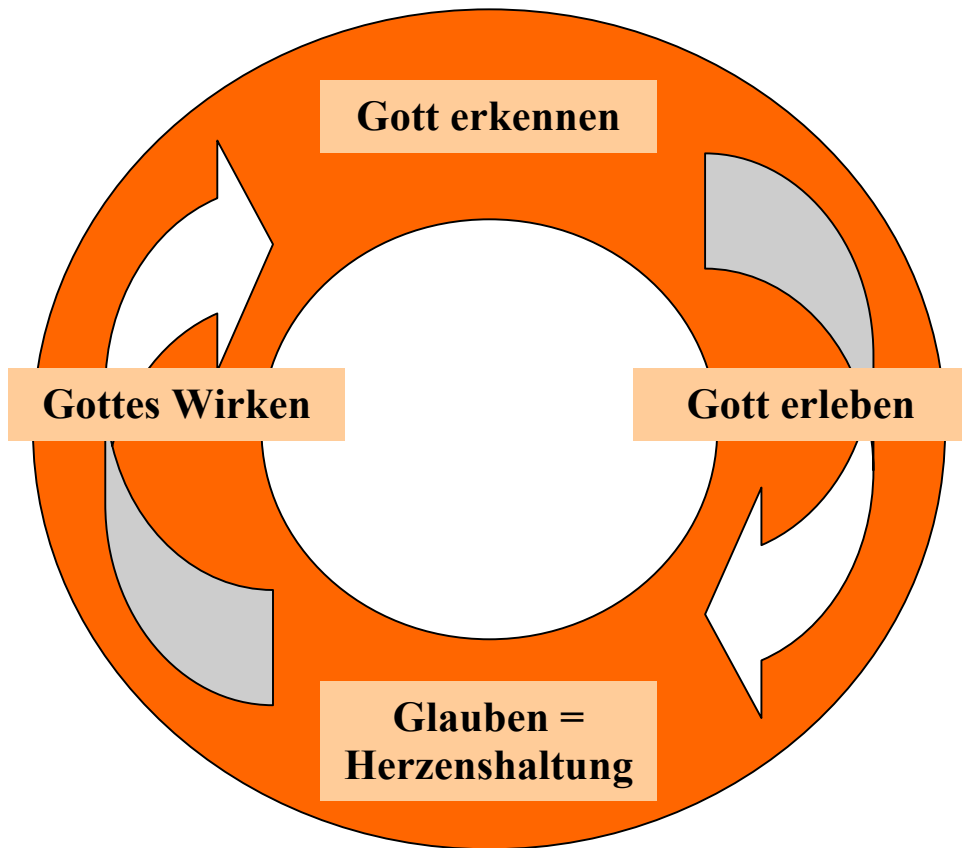 Gott erkennen
Gottes Wirken
Gott erleben
Glauben =
Herzenshaltung